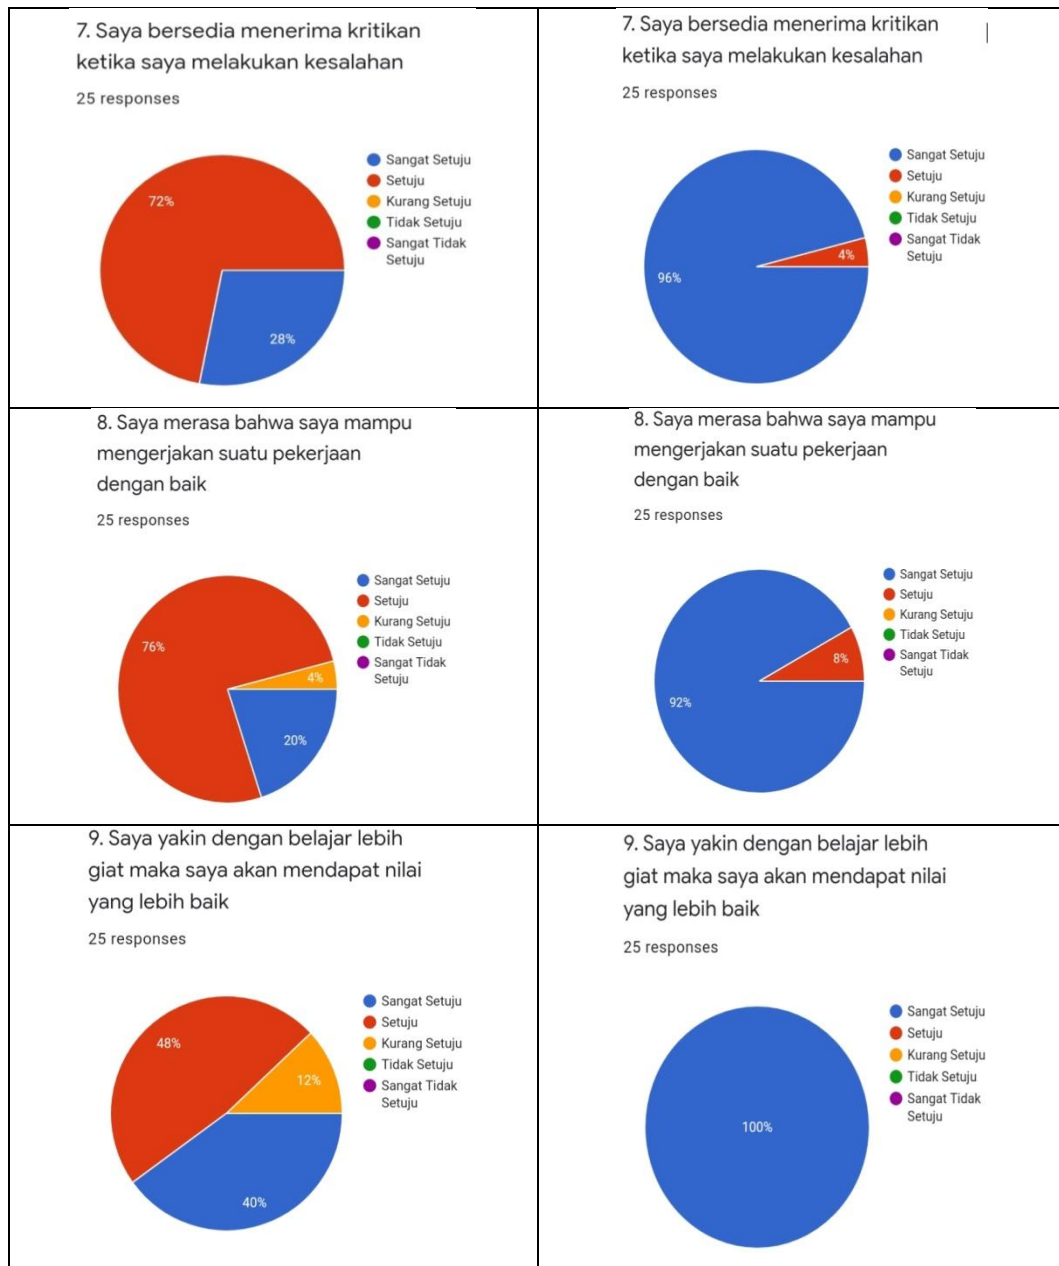 7. Saya bersedia menerima kritikan
ketika saya melakukan kesalahan
25 responses
72%
28%
Sangat Setuju
Setuju
Kurang Setuju
Tidak Setuju
Sangat Tidak
Setuju
7. Saya bersedia menerima kritikan
ketika saya melakukan kesalahan
25 responses
96%
4%
Sangat Setuju
Setuju
Kurang Setuju
Tidak Setuju
Sangat Tidak
Setuju
8. Saya merasa bahwa saya mampu
mengerjakan suatu pekerjaan
dengan baik
25 responses
76%
4%
20%
Sangat Setuju
Setuju
Kurang Setuju
Tidak Setuju
Sangat Tidak
Setuju
8. Saya merasa bahwa saya mampu
mengerjakan suatu pekerjaan
dengan baik
25 responses
8%
92%
Sangat Setuju
Setuju
Kurang Setuju
Tidak Setuju
Sangat Tidak
Setuju
9. Saya yakin dengan belajar lebih
giat maka saya akan mendapat nilai
yang lebih baik
25 responses
48%
12%
40%
Sangat Setuju
Setuju
Kurang Setuju
Tidak Setuju
Sangat Tidak
Setuju
9. Saya yakin dengan belajar lebih
giat maka saya akan mendapat nilai
yang lebih baik
25 responses
100%
Sangat Setuju
Setuju
Kurang Setuju
Tidak Setuju
Sangat Tidak
Setuju